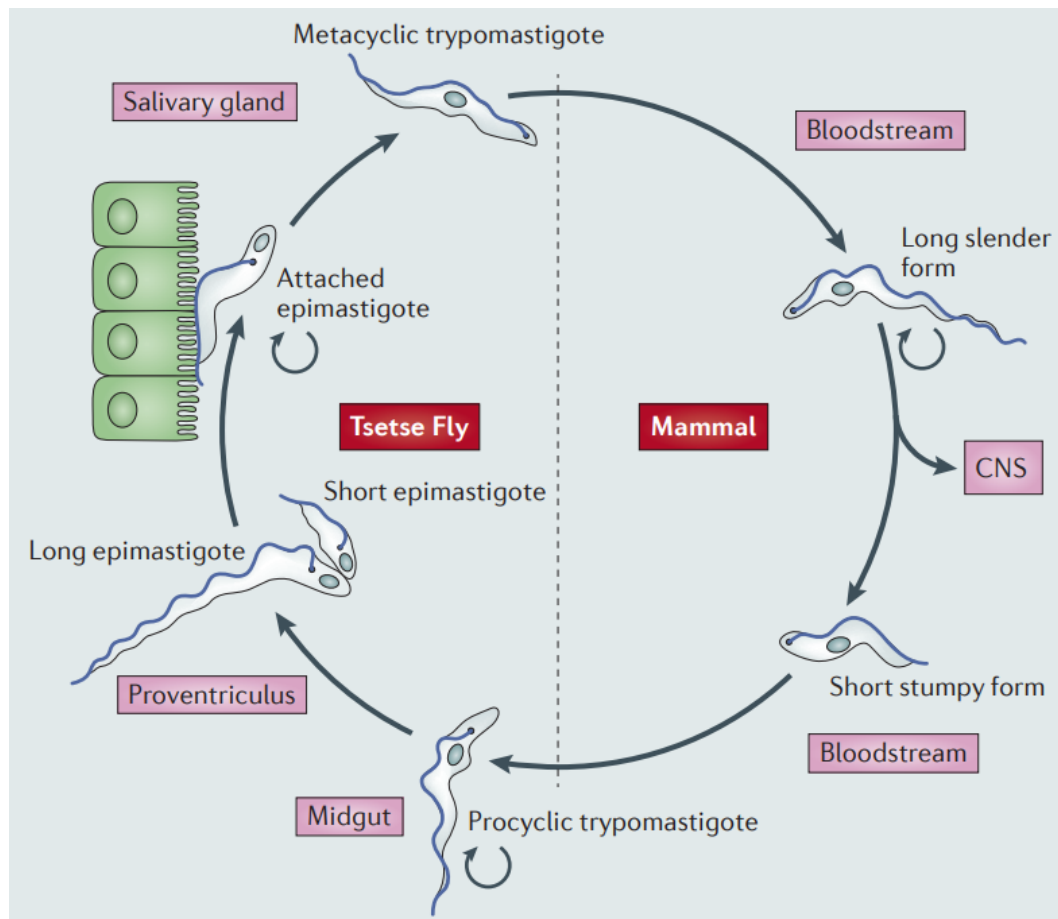 Metacyclic trypomastigote
Salivary gland
Bloodstream
Long slender
form
Attached
epimastigote
Tsetse Fly
Mammal
CNS
Short epimastigote
Long epimastigote
Proventriculus
Short stumpy form
Bloodstream
Midgut
Procyclic trypomastigote